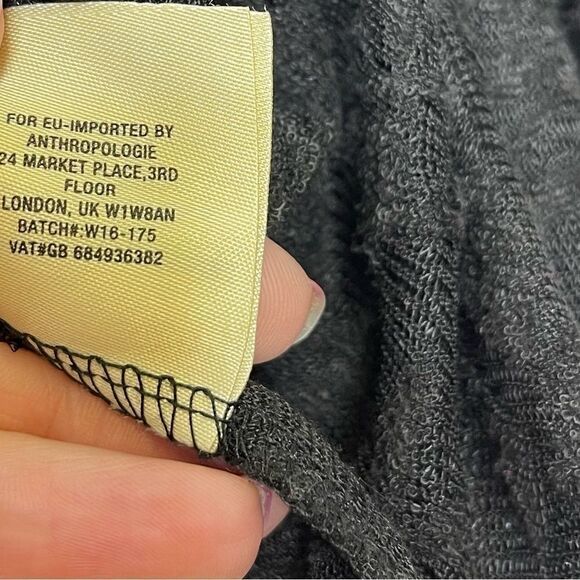 FOR EU-IMPORTED BY
ANTHROPOLOGIE
24 MARKET PLACE,3RD
FLOOR
LONDON, UK W1W8AN
BATCH#:W16-175
VAT#GB 684936382